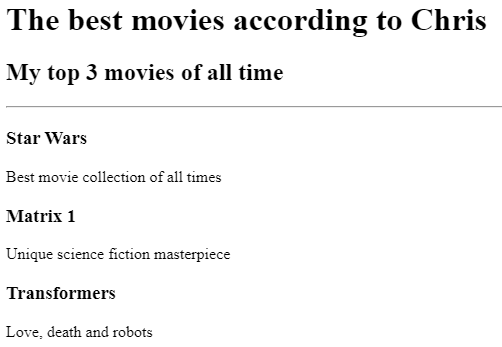 The best movies according to Chris
My top 3 movies of all time
Star Wars
Best movie collection of all times
Matrix 1
Unique science fiction masterpiece
Transformers
Love, death and robots